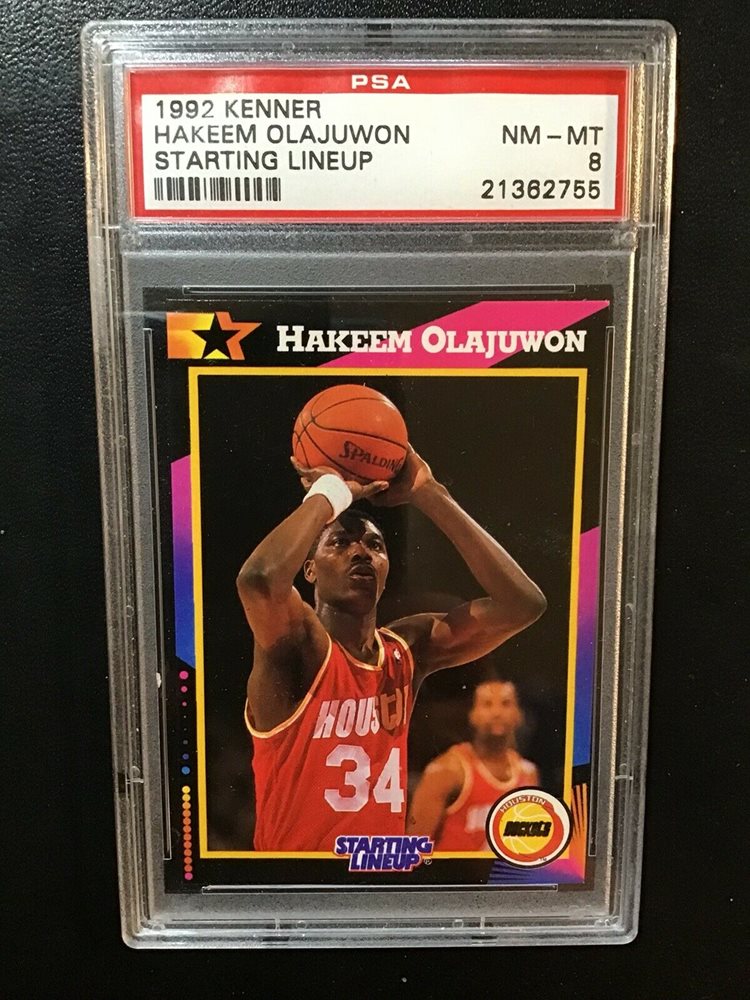 PSA
1992 KENNER
HAKEEM OLAJUWON NM-MT
STARTING LINEUP 8
21362755
HAKEEM OLAJUWON
SPALDING
HOUSTON
34
STARTING
LINEUP®
HOUSTON
ROCKETS